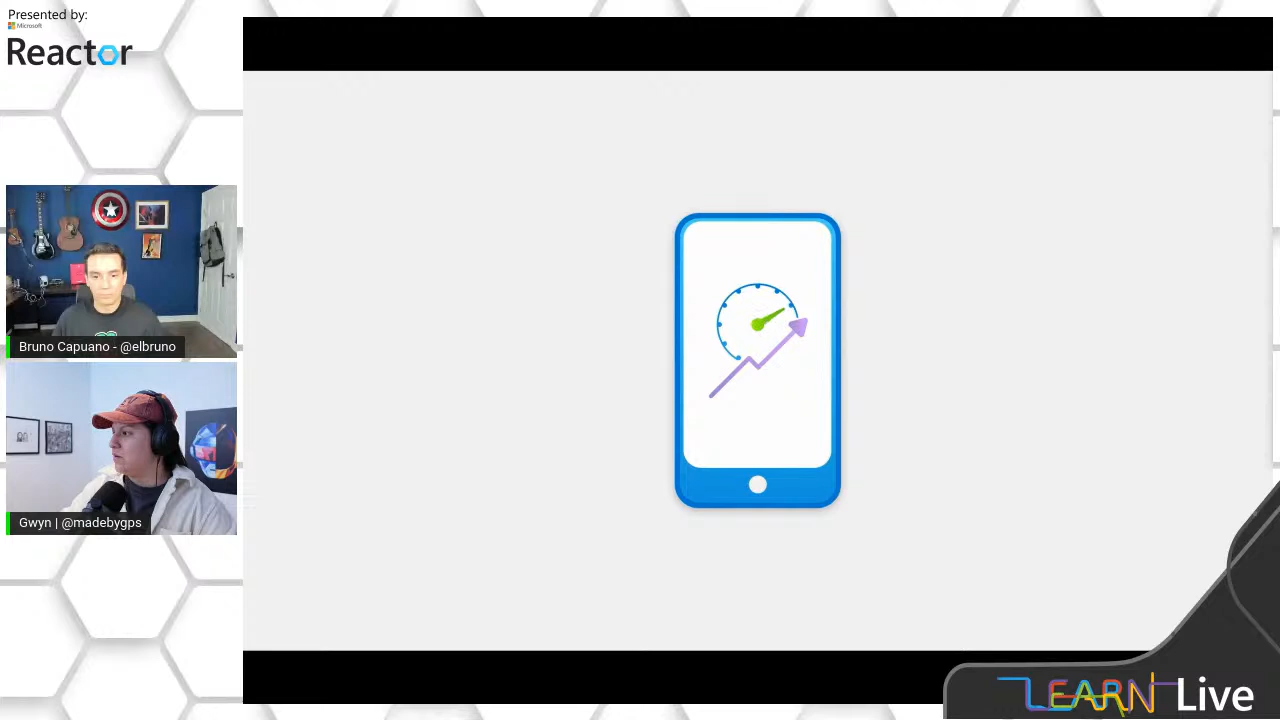 Presented by:
Microsoft
Reactor
Bruno Capuano - @elbruno
Gwyn | @madebygps
LEARN Live